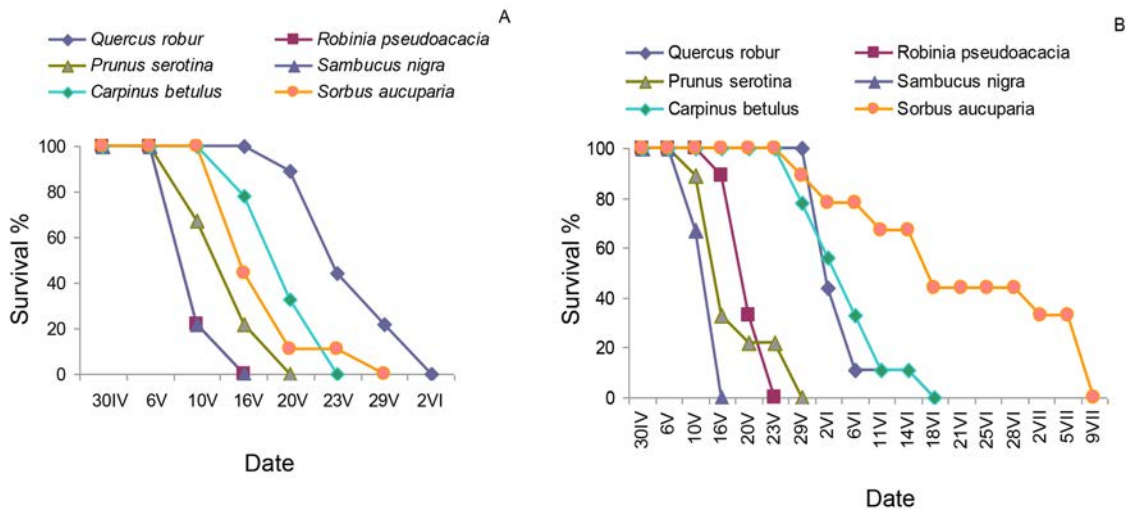 A
Quercus robur
Robinia pseudoacacia
Prunus serotina
Sambucus nigra
Carpinus betulus
Sorbus aucuparia
Survival %
100
80
60
40
20
0
30IV 6V 10V 16V 20V 23V 29V 2VI
Date
B
Quercus robur
Robinia pseudoacacia
Prunus serotina
Sambucus nigra
Carpinus betulus
Sorbus aucuparia
Survival %
100
80
60
40
20
0
30IV 6V 10V 16V 20V 23V 29V 2VI 6VI 11VI 14VI 18VI 21VI 25VI 28VI 2VII 5VII 9VII
Date